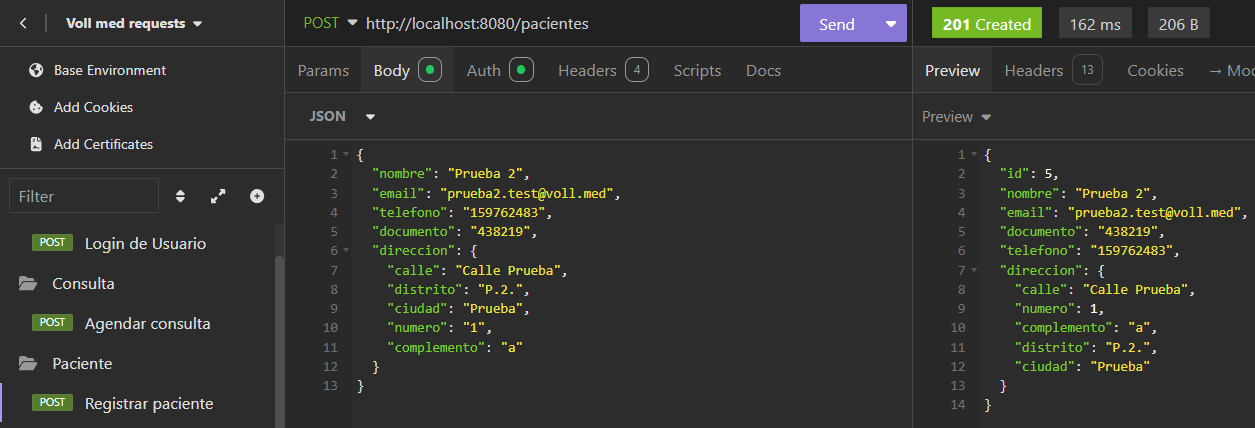 Voll med requests
Base Environment
Add Cookies
Add Certificates
Filter
POST Login de Usuario
Consulta
POST Agendar consulta
Paciente
POST Registrar paciente
POST http://localhost:8080/pacientes Send
Params Body Auth Headers 4 Scripts Docs
JSON
1 {
2 "nombre": "Prueba 2",
3 "email": "prueba2.test@voll.med",
4 "telefono": "159762483",
5 "documento": "438219",
6 "direccion": {
7 "calle": "Calle Prueba",
8 "distrito": "P.2.",
9 "ciudad": "Prueba",
10 "numero": "1",
11 "complemento": "a"
12 }
13 }
201 Created 162 ms 206 B
Preview Headers 13 Cookies → Moc
Preview
1 {
2 "id": 5,
3 "nombre": "Prueba 2",
4 "email": "prueba2.test@voll.med",
5 "documento": "438219",
6 "telefono": "159762483",
7 "direccion": {
8 "calle": "Calle Prueba",
9 "numero": 1,
10 "complemento": "a",
11 "distrito": "P.2.",
12 "ciudad": "Prueba"
13 }
14 }